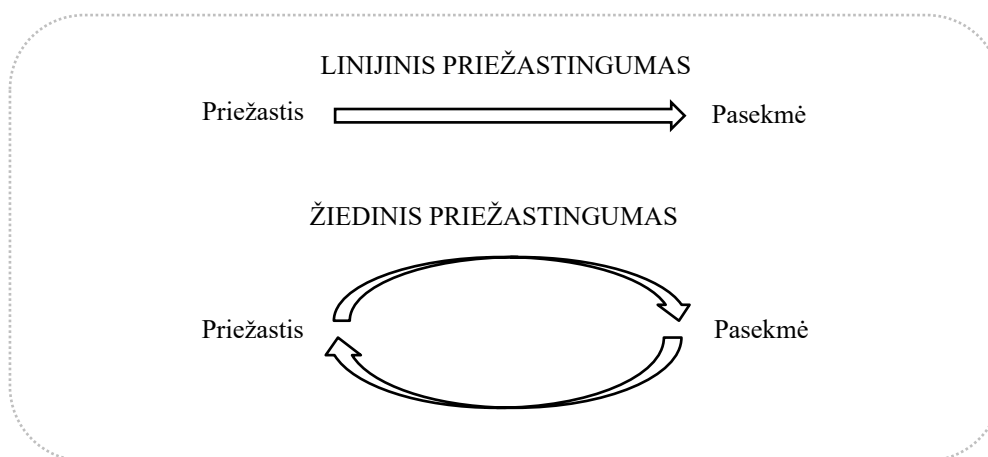 LINIJINIS PRIEŽASTINGUMAS
Priežastis Pasekmė
ŽIEDINIS PRIEŽASTINGUMAS
Priežastis Pasekmė